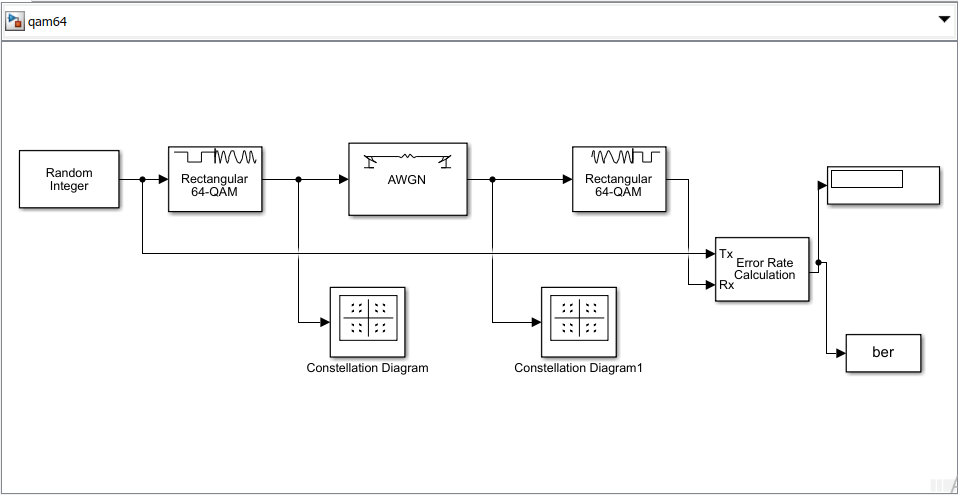 qam64
Random
Integer
Rectangular
64-QAM
AWGN
Rectangular
64-QAM
Tx
Error Rate
Calculation
Rx
ber
Constellation Diagram
Constellation Diagram1